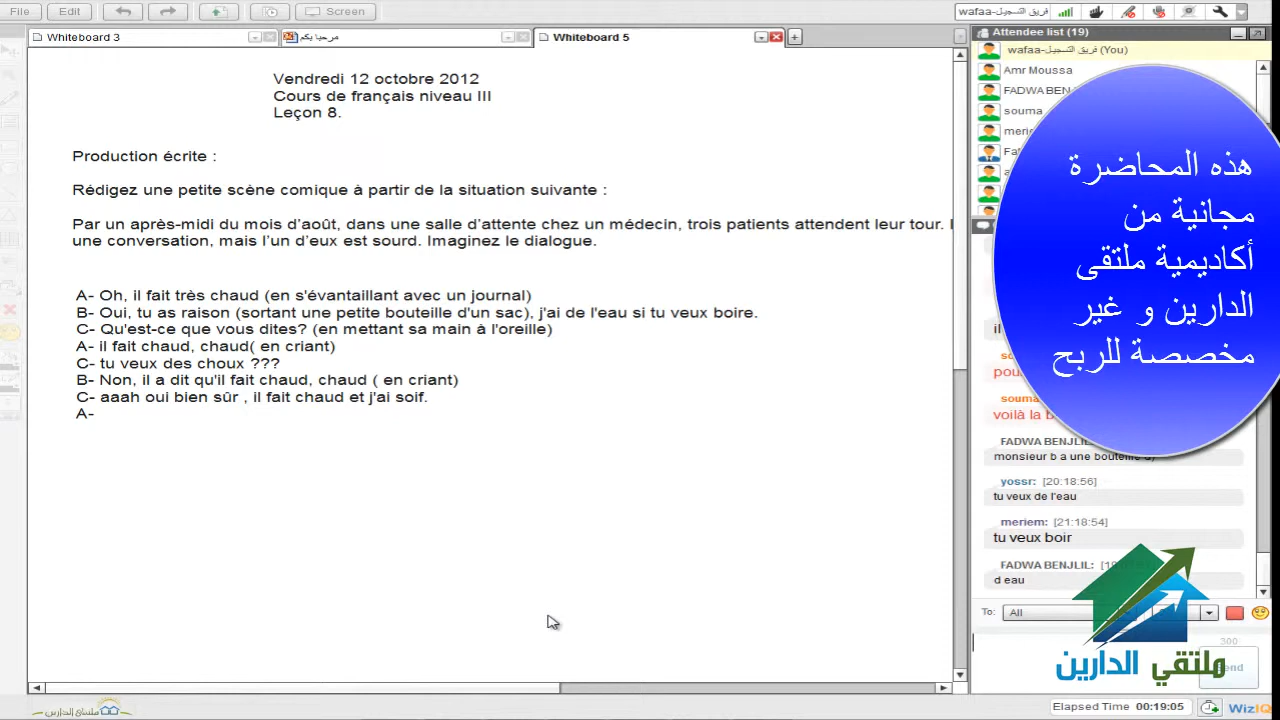 File
Edit
Screen
wafaa-فريق التسجيل
Whiteboard 3
مرحبا بكم
Whiteboard 5
Attendee list (19)
wafaa-فريق التسجيل (You)
Amr Moussa
FADWA BEN
souma
meri
Vendredi 12 octobre 2012
Cours de français niveau III
Leçon 8.
Production écrite :
Rédigez une petite scène comique à partir de la situation suivante :
Par un après-midi du mois d'août, dans une salle d'attente chez un médecin, trois patients attendent leur tour.
une conversation, mais l'un d'eux est sourd. Imaginez le dialogue.
A- Oh, il fait très chaud (en s'évantaillant avec un journal)
B- Oui, tu as raison (sortant une petite bouteille d'un sac), j'ai de l'eau si tu veux boire.
C- Qu'est-ce que vous dites? (en mettant sa main à l'oreille)
A- il fait chaud, chaud( en criant)
C- tu veux des choux ???
B- Non, il a dit qu'il fait chaud, chaud ( en criant)
C- aaah oui bien sûr , il fait chaud et j'ai soif.
A-
هذه المحاضرة
مجانية من
أكاديمية ملتقى
الدارين و غير
مخصصة للربح
souma
voilà la b
FADWA BENJLIL
monsieur b a une bouteille
yossr: [20:18:56]
tu veux de l'eau
meriem: [21:18:54]
tu veux boir
FADWA BENJLIL:
d eau
To: All
300
ملتقي الدارين
ملتقى الدارين
Elapsed Time 00:19:05
WizIQ